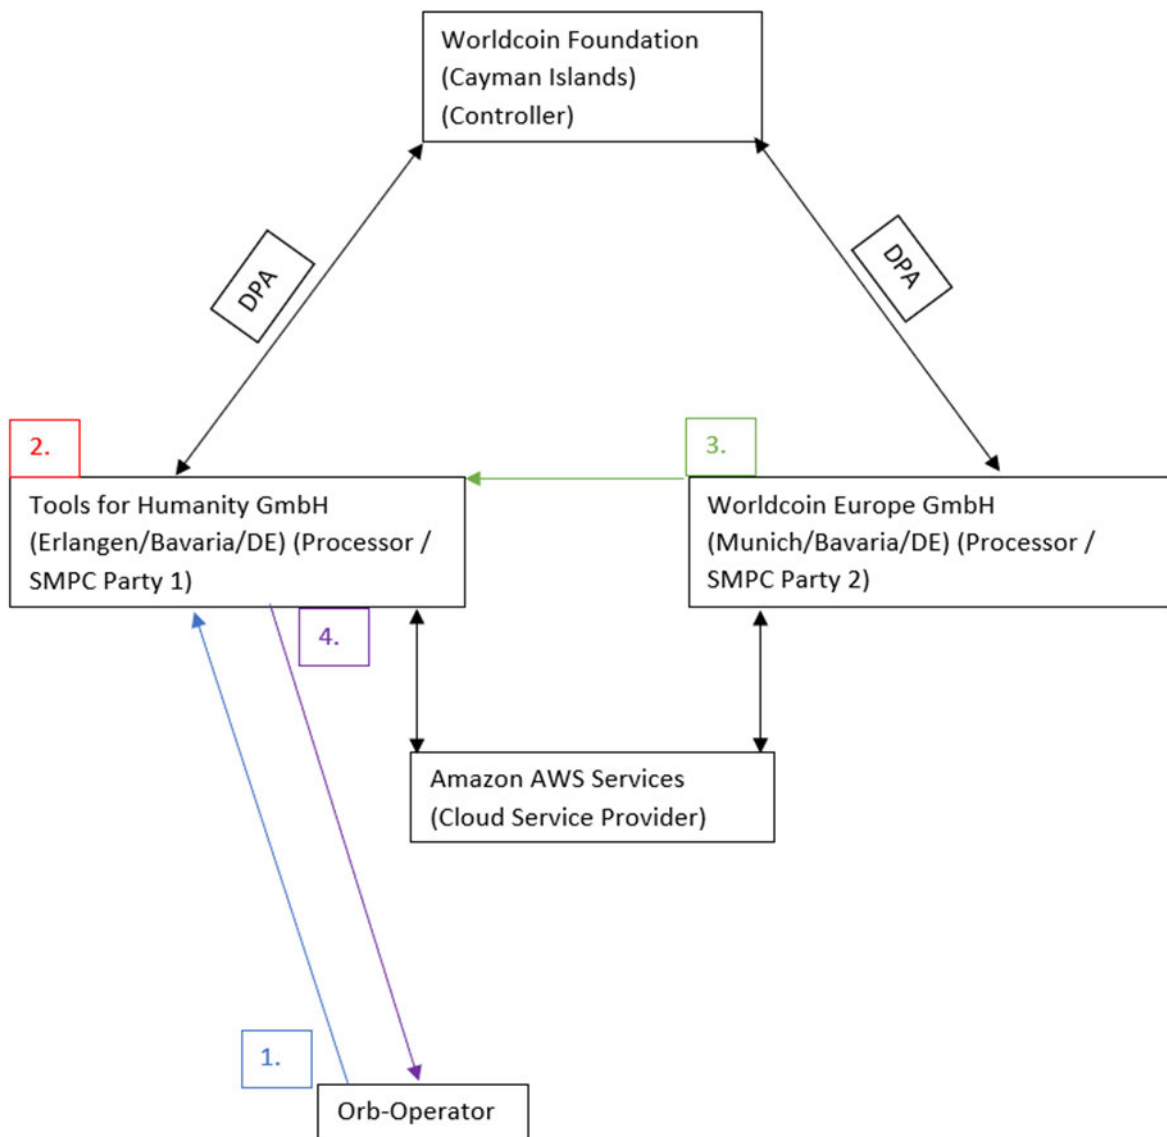 Worldcoin Foundation
(Cayman Islands)
(Controller)
DPA
DPA
2.
3.
Tools for Humanity GmbH
(Erlangen/Bavaria/DE) (Processor /
SMPC Party 1)
Worldcoin Europe GmbH
(Munich/Bavaria/DE) (Processor /
SMPC Party 2)
4.
Amazon AWS Services
(Cloud Service Provider)
1.
Orb-Operator